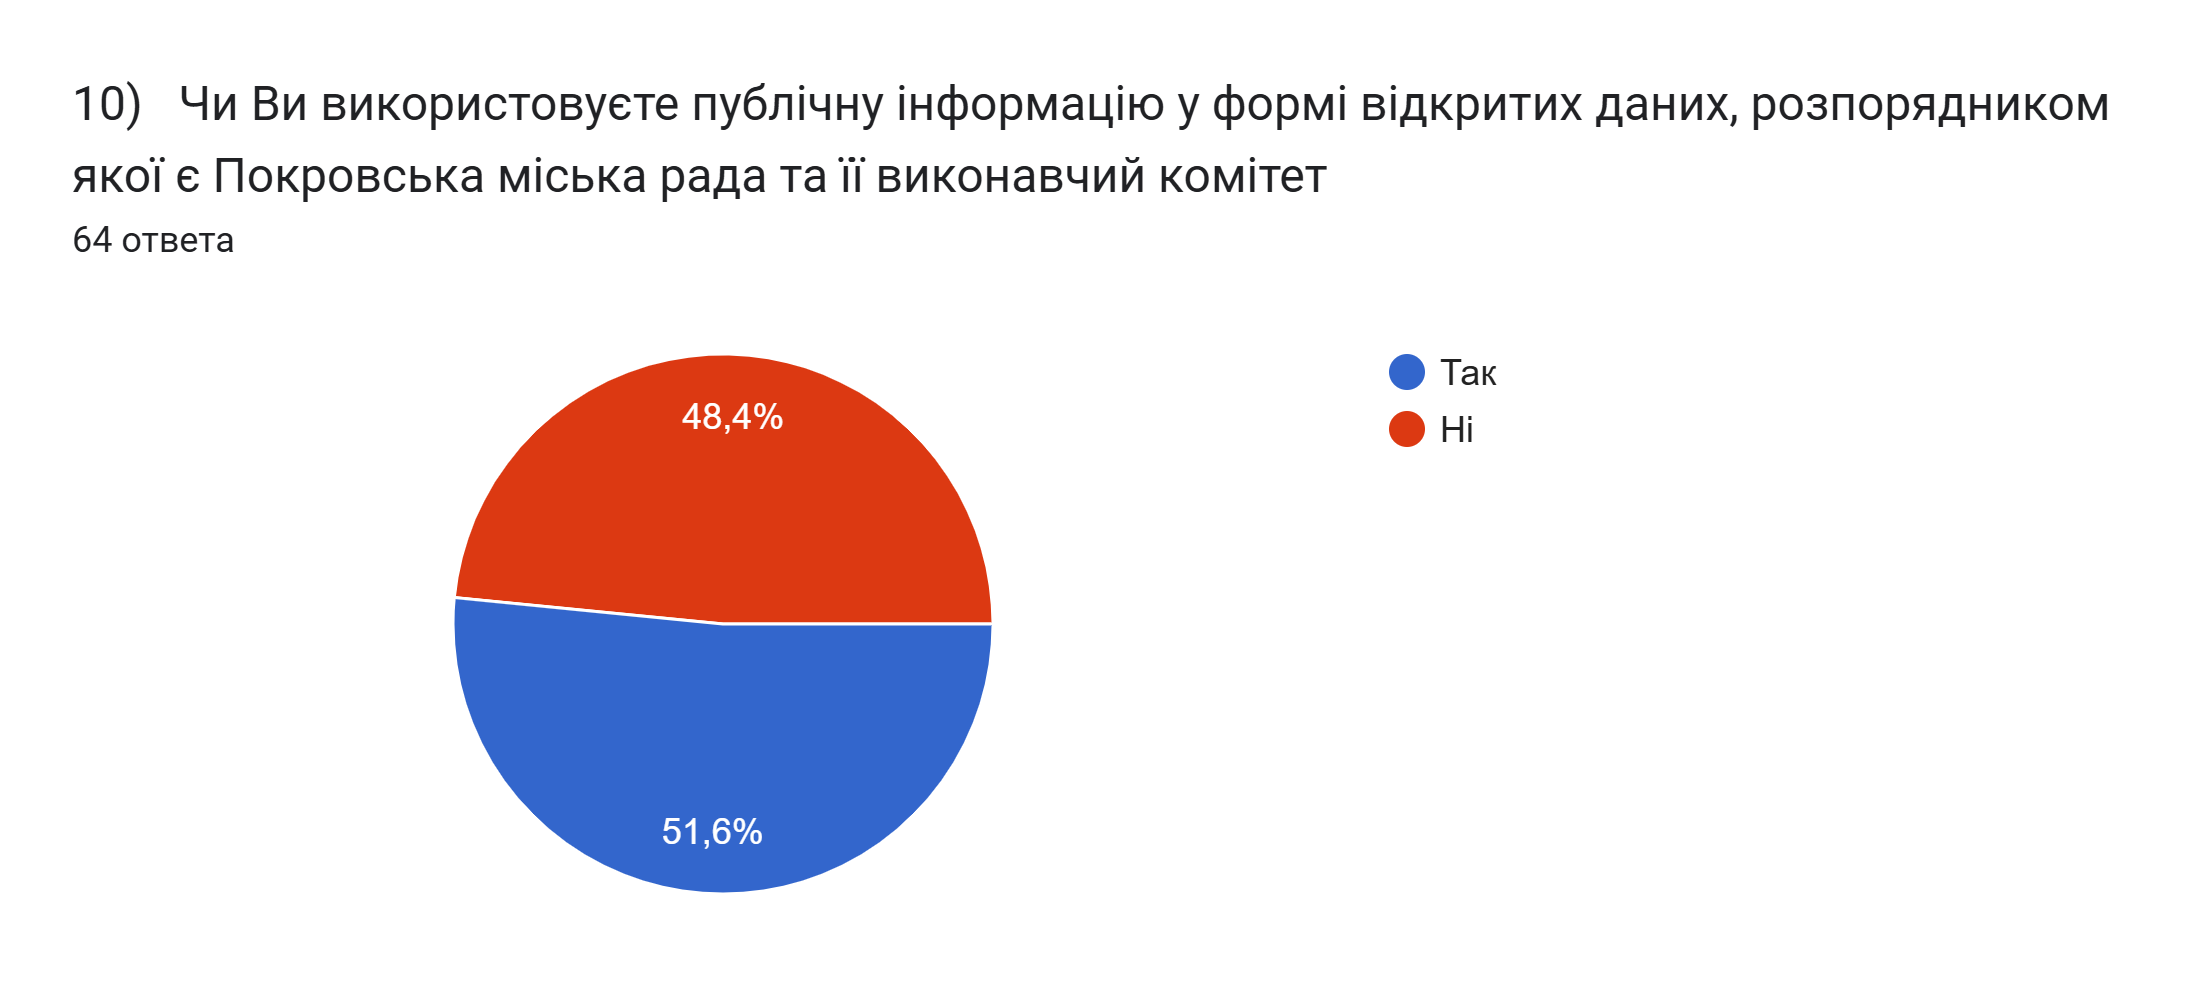 10) Чи Ви використовуєте публічну інформацію у формі відкритих даних, розпорядником
якої є Покровська міська рада та її виконавчий комітет
64 ответа
48,4%
51,6%
Так
Ні